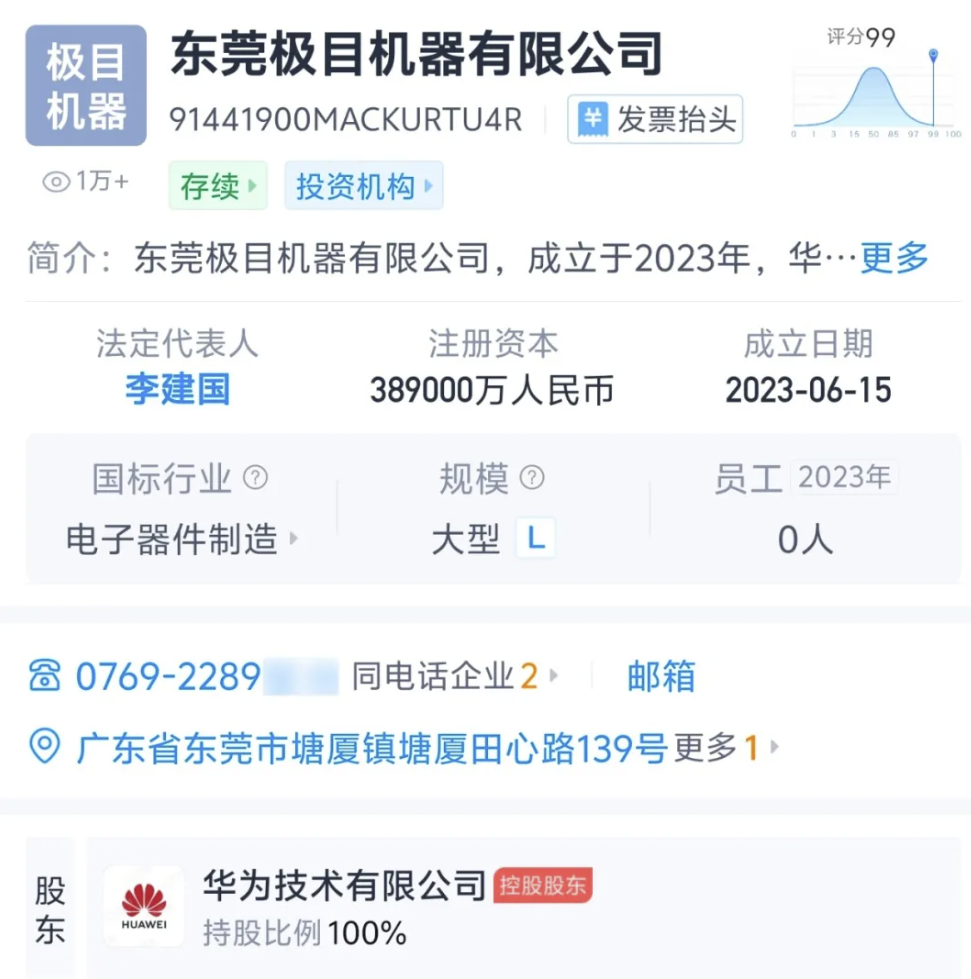 极目
机器
东莞极目机器有限公司
评分99
91441900MACKURTU4R
发票抬头
0 1 3 15 50 85 97 99 100
1万+
存续
投资机构
简介：东莞极目机器有限公司，成立于2023年，华…更多
法定代表人 注册资本 成立日期
李建国 389000万人民币 2023-06-15
国标行业 ? 规模 ? 员工 2023年
电子器件制造 大型 L 0人
0769-2289 同电话企业2 邮箱
广东省东莞市塘厦镇塘厦田心路139号 更多1
股东
HUAWEI
华为技术有限公司 控股股东
持股比例100%